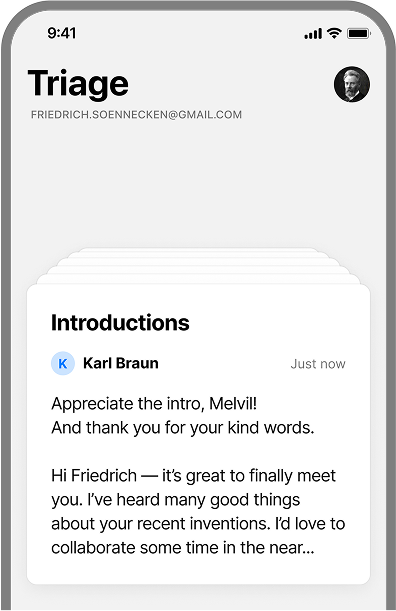 9:41
Triage
FRIEDRICH.SOENNECKEN@GMAIL.COM
Introductions
K Karl Braun Just now
Appreciate the intro, Melvil!
And thank you for your kind words.
Hi Friedrich — it’s great to finally meet
you. I’ve heard many good things
about your recent inventions. I’d love to
collaborate some time in the near...